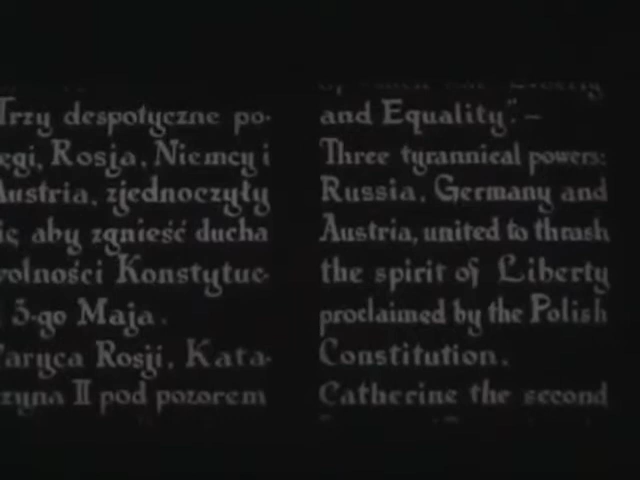 Trzy despotyczne po-
ęgi, Rosja, Niemcy i
Austria, zjednoczyły
ię aby zgnieść ducha
wolności Konstytuc-
3-go Maja.
Caryca Rosji, Kata-
zyna II pod pozorem
and Equality". —
Three tyrannical powers:
Russia, Germany and
Austria, united to thrash
the spirit of Liberty
proclaimed by the Polish
Constitution.
Catherine the second